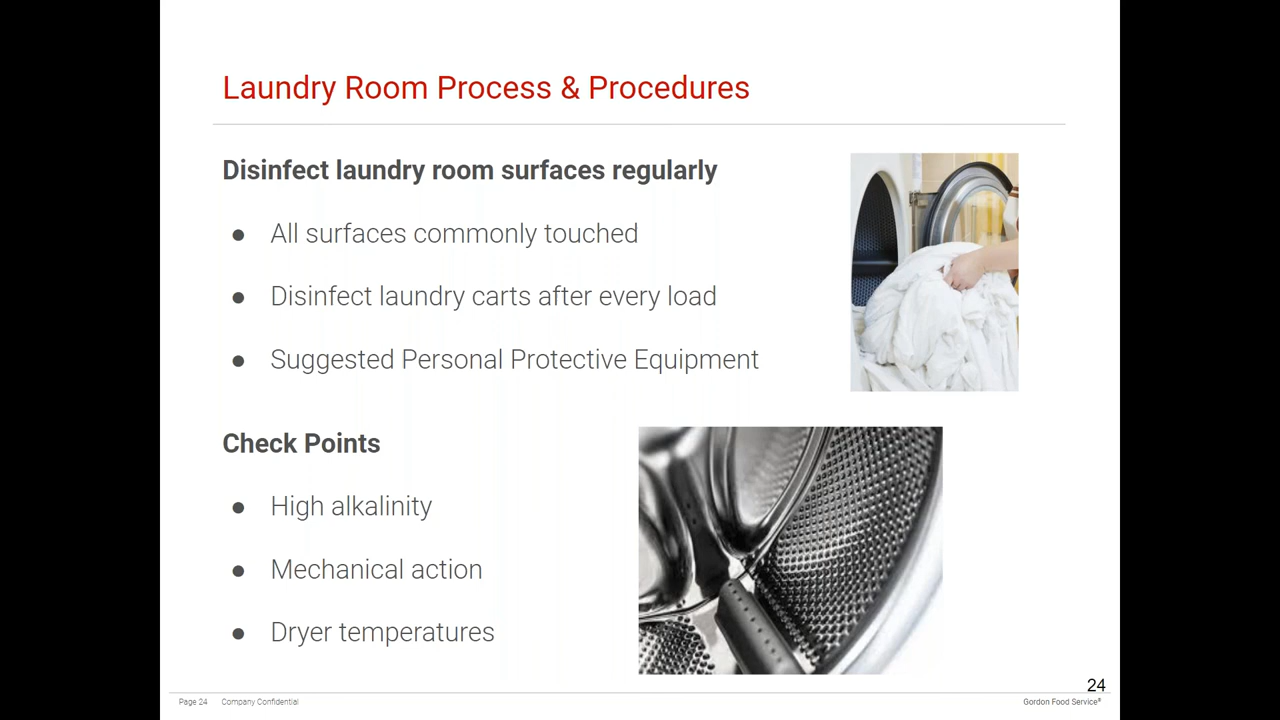 Laundry Room Process & Procedures
Disinfect laundry room surfaces regularly
● All surfaces commonly touched
● Disinfect laundry carts after every load
● Suggested Personal Protective Equipment
Check Points
● High alkalinity
● Mechanical action
● Dryer temperatures
24
Page 24 Company Confidential
Gordon Food Service®